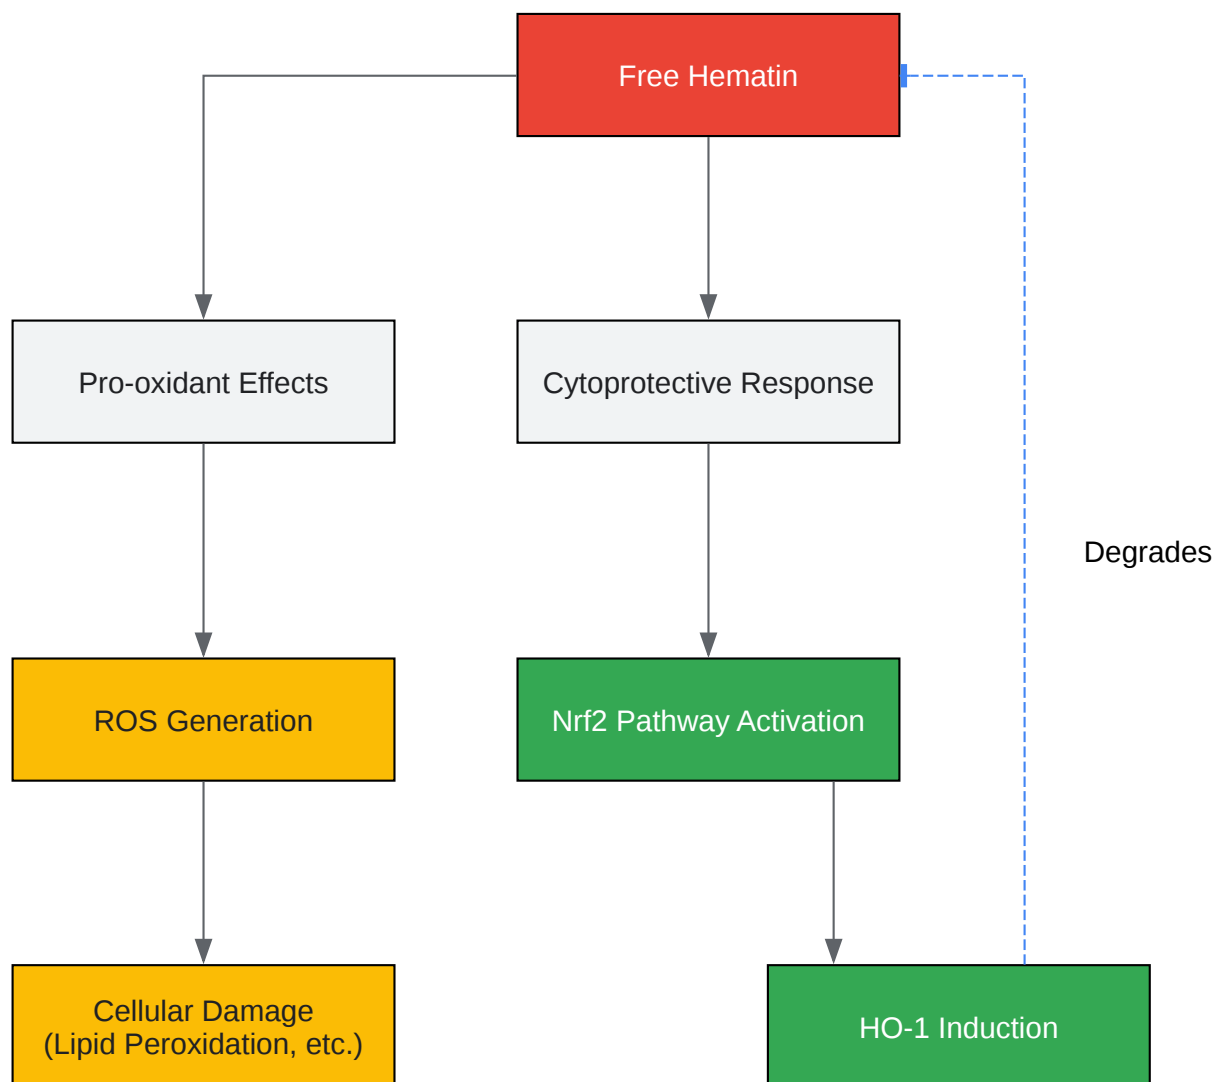 Free Hematin
Pro-oxidant Effects
Cytoprotective Response
Degrades
ROS Generation
Nrf2 Pathway Activation
Cellular Damage
(Lipid Peroxidation, etc.)
HO-1 Induction